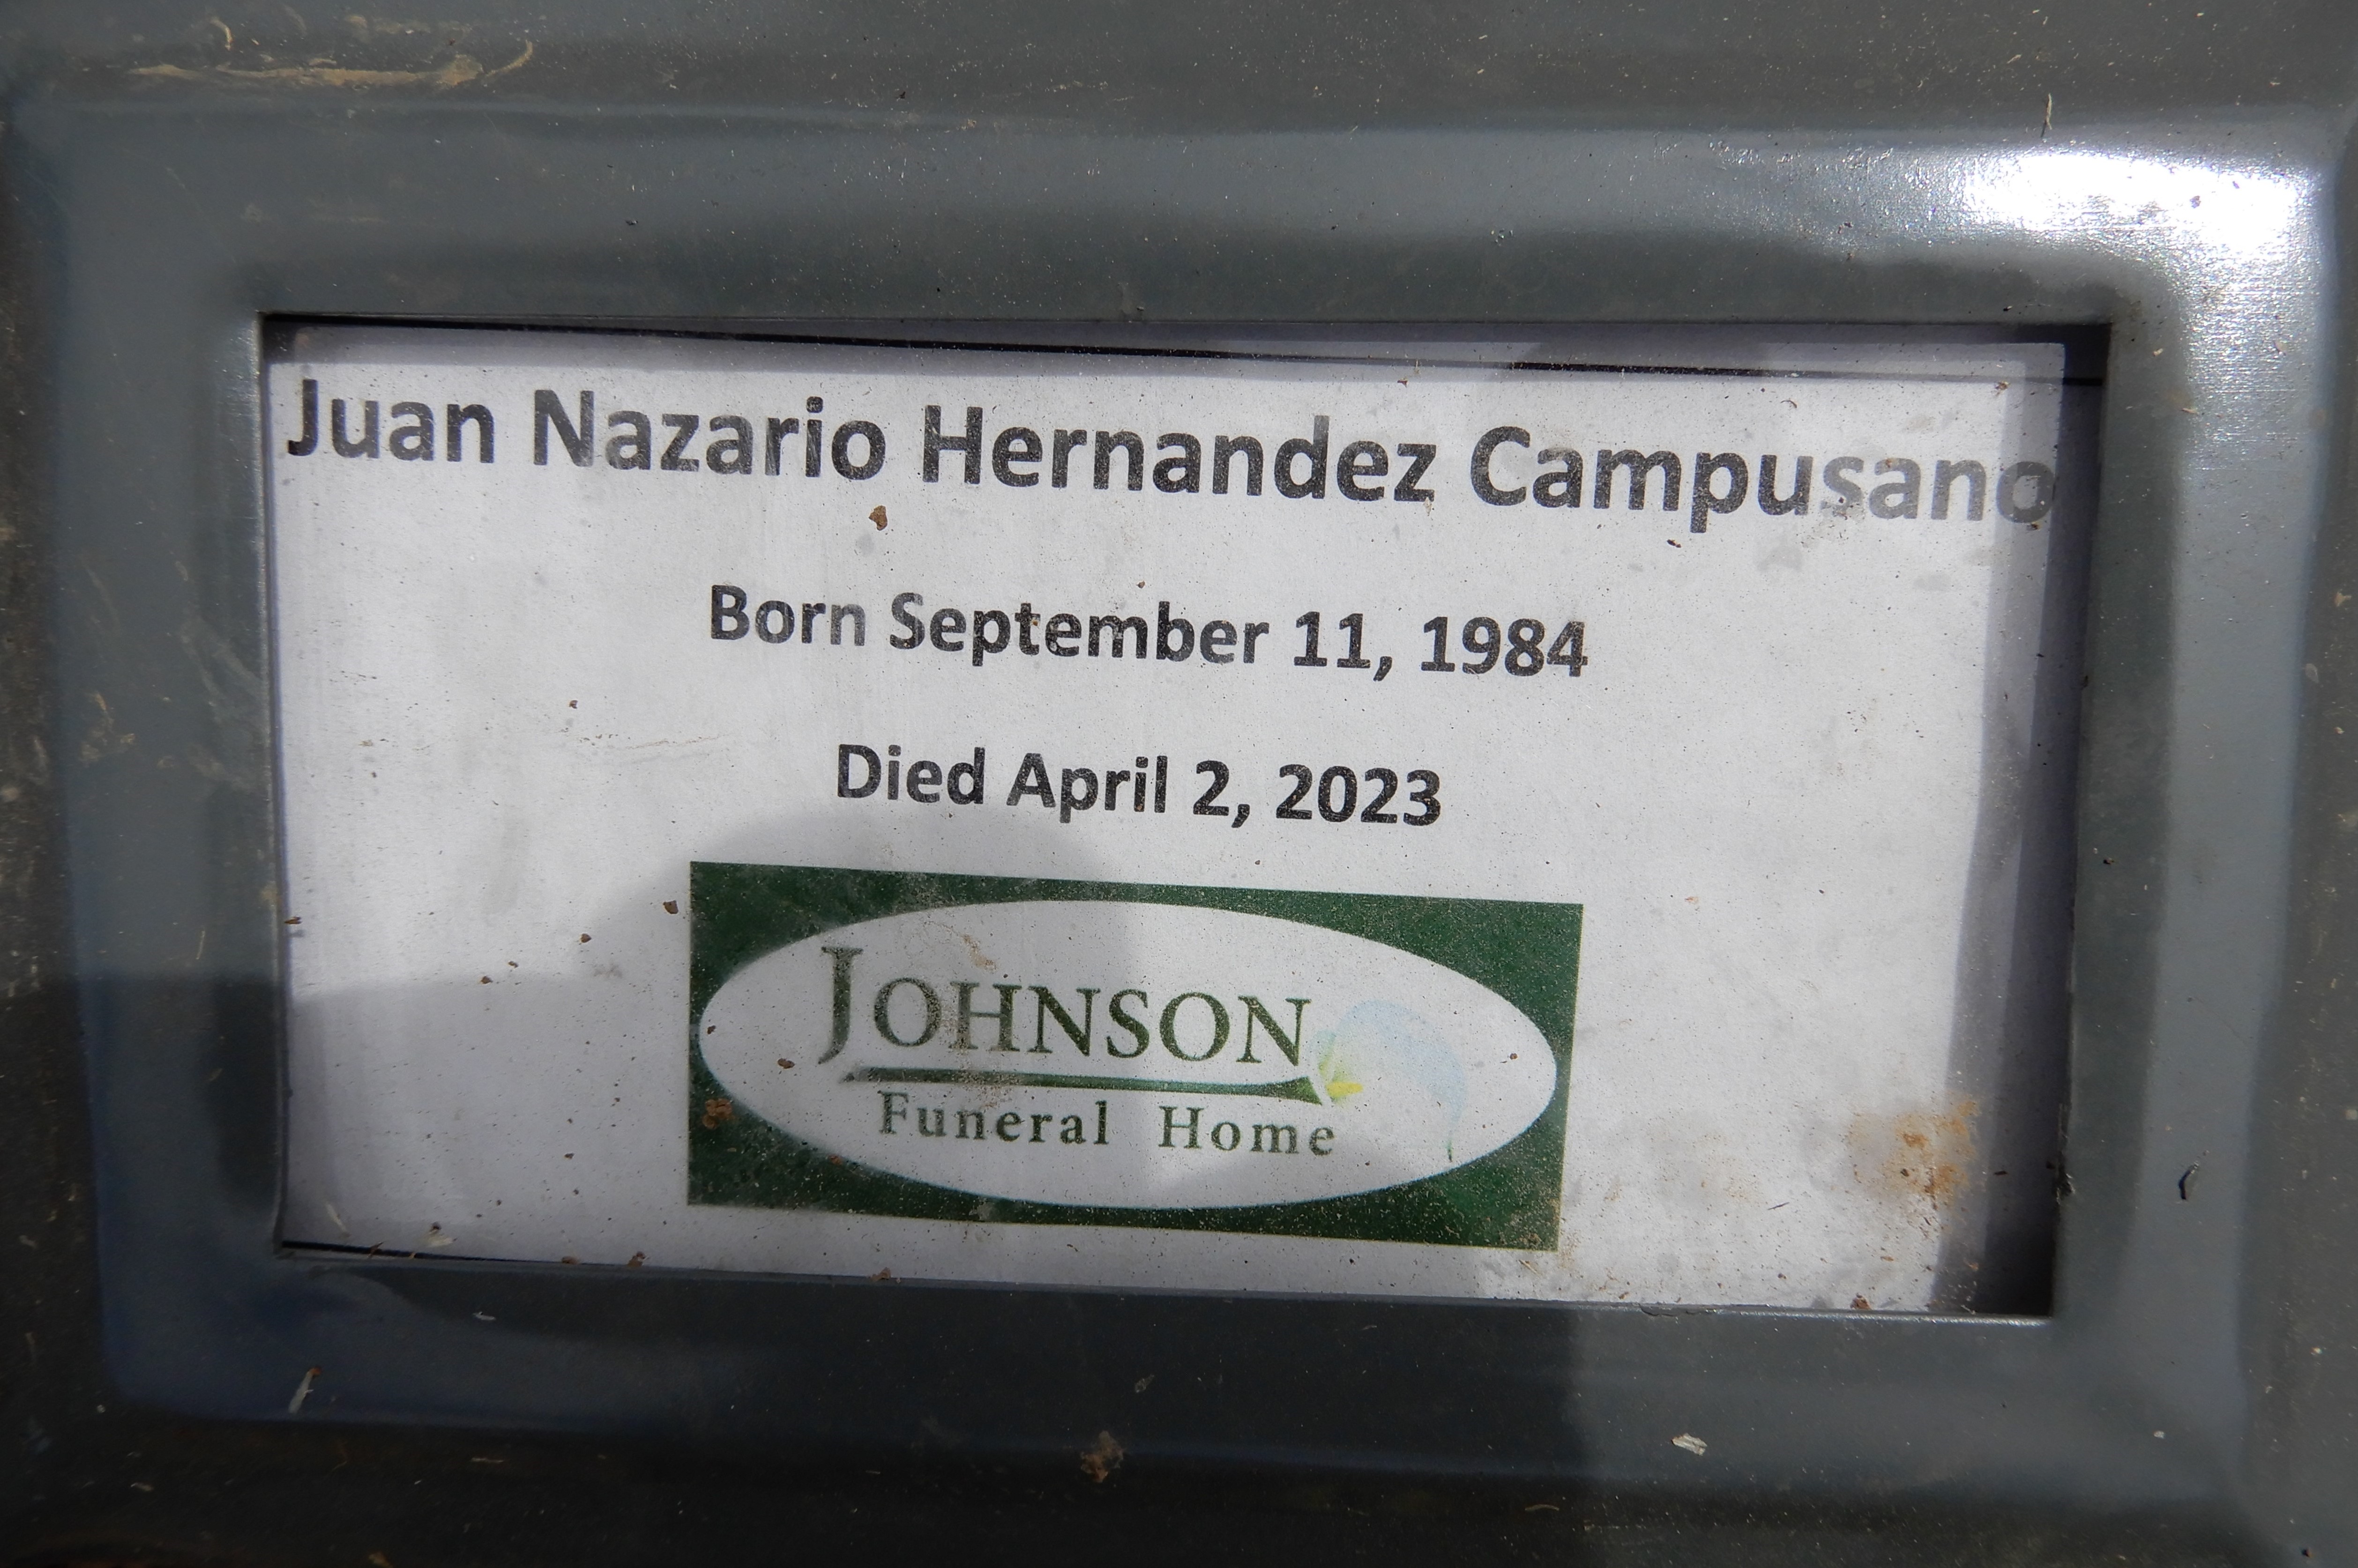 Juan Nazario Hernandez Campusano
Born September 11, 1984
Died April 2, 2023
JOHNSON
Funeral Home